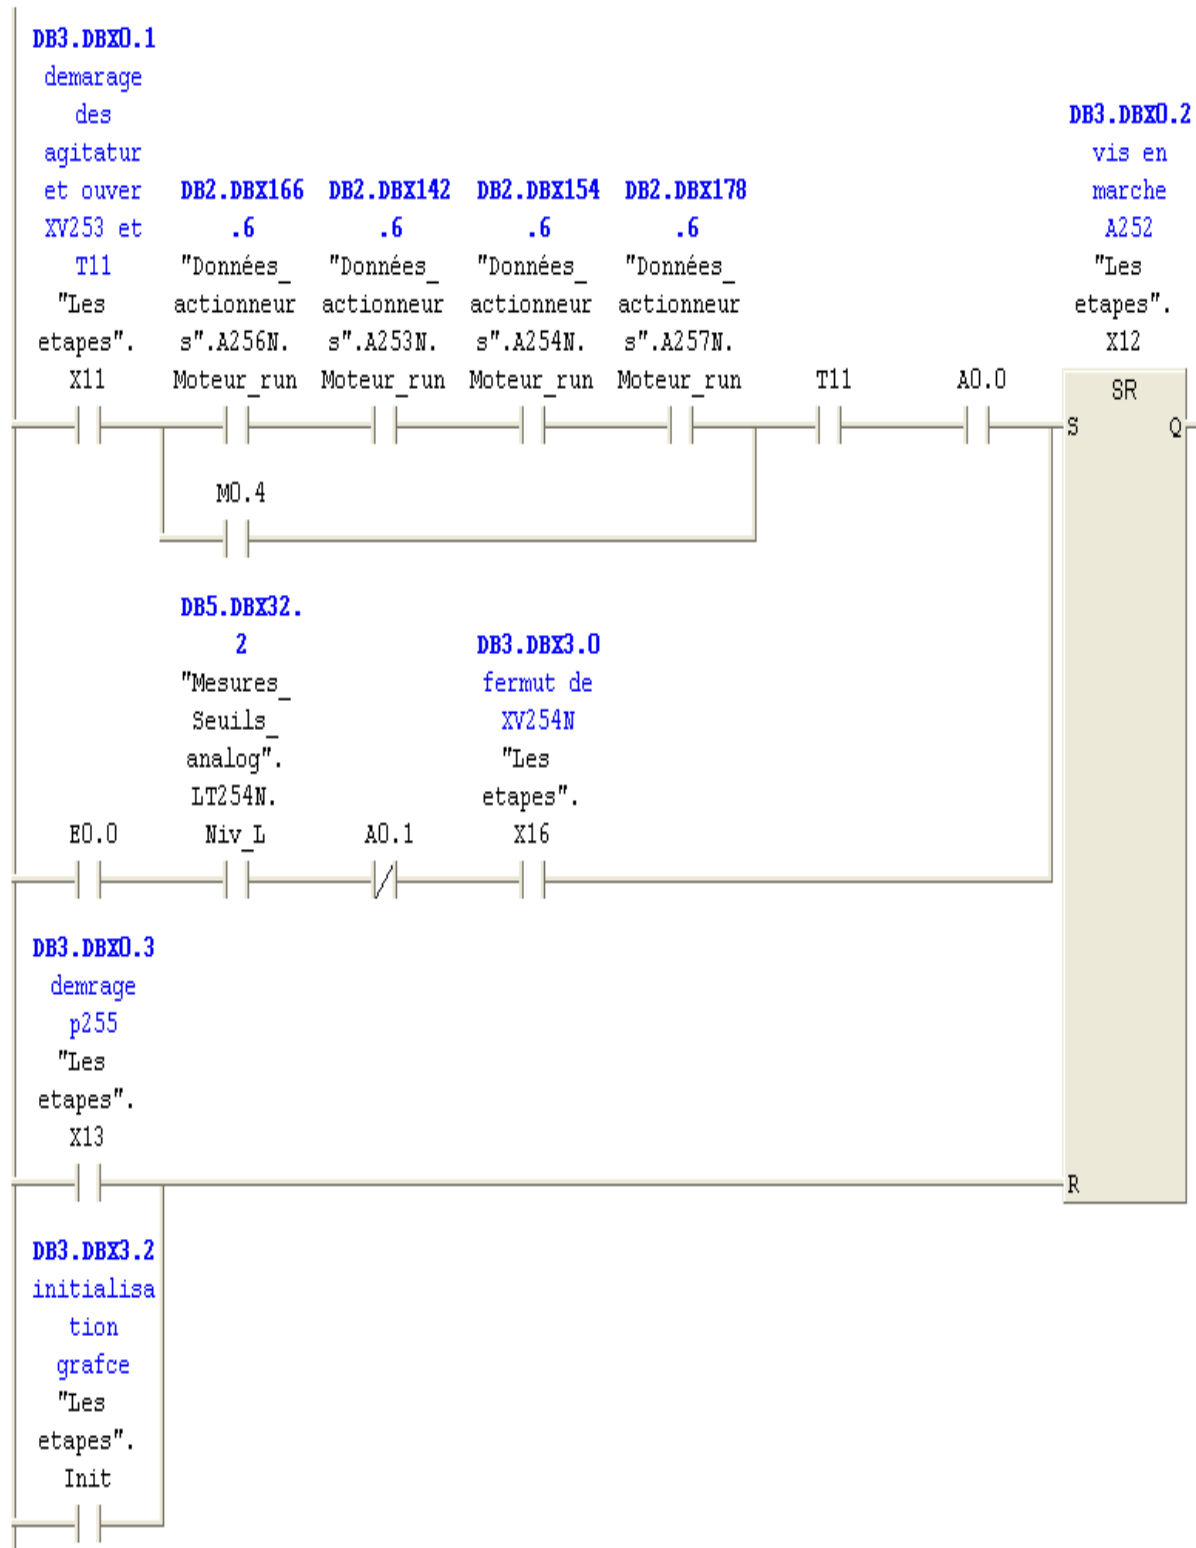 DB3.DBX0.1
demarage
des
agitatur
et ouver
XV253 et
T11
"Les
etapes".
X11
DB2.DBX166
.6
"Données_
actionneur
s".A256N.
Moteur_run
DB2.DBX142
.6
"Données_
actionneur
s".A253N.
Moteur_run
DB2.DBX154
.6
"Données_
actionneur
s".A254N.
Moteur_run
DB2.DBX178
.6
"Données_
actionneur
s".A257N.
Moteur_run
T11
A0.0
DB3.DBX0.2
vis en
marche
A252
"Les
etapes".
X12
SR
S
Q
M0.4
E0.0
DB5.DBX32.
2
"Mesures_
Seuils_
analog".
LT254N.
Niv_L
A0.1
DB3.DBX3.0
fermut de
XV254N
"Les
etapes".
X16
DB3.DBX0.3
demrage
p255
"Les
etapes".
X13
R
DB3.DBX3.2
initialisa
tion
grafce
"Les
etapes".
Init